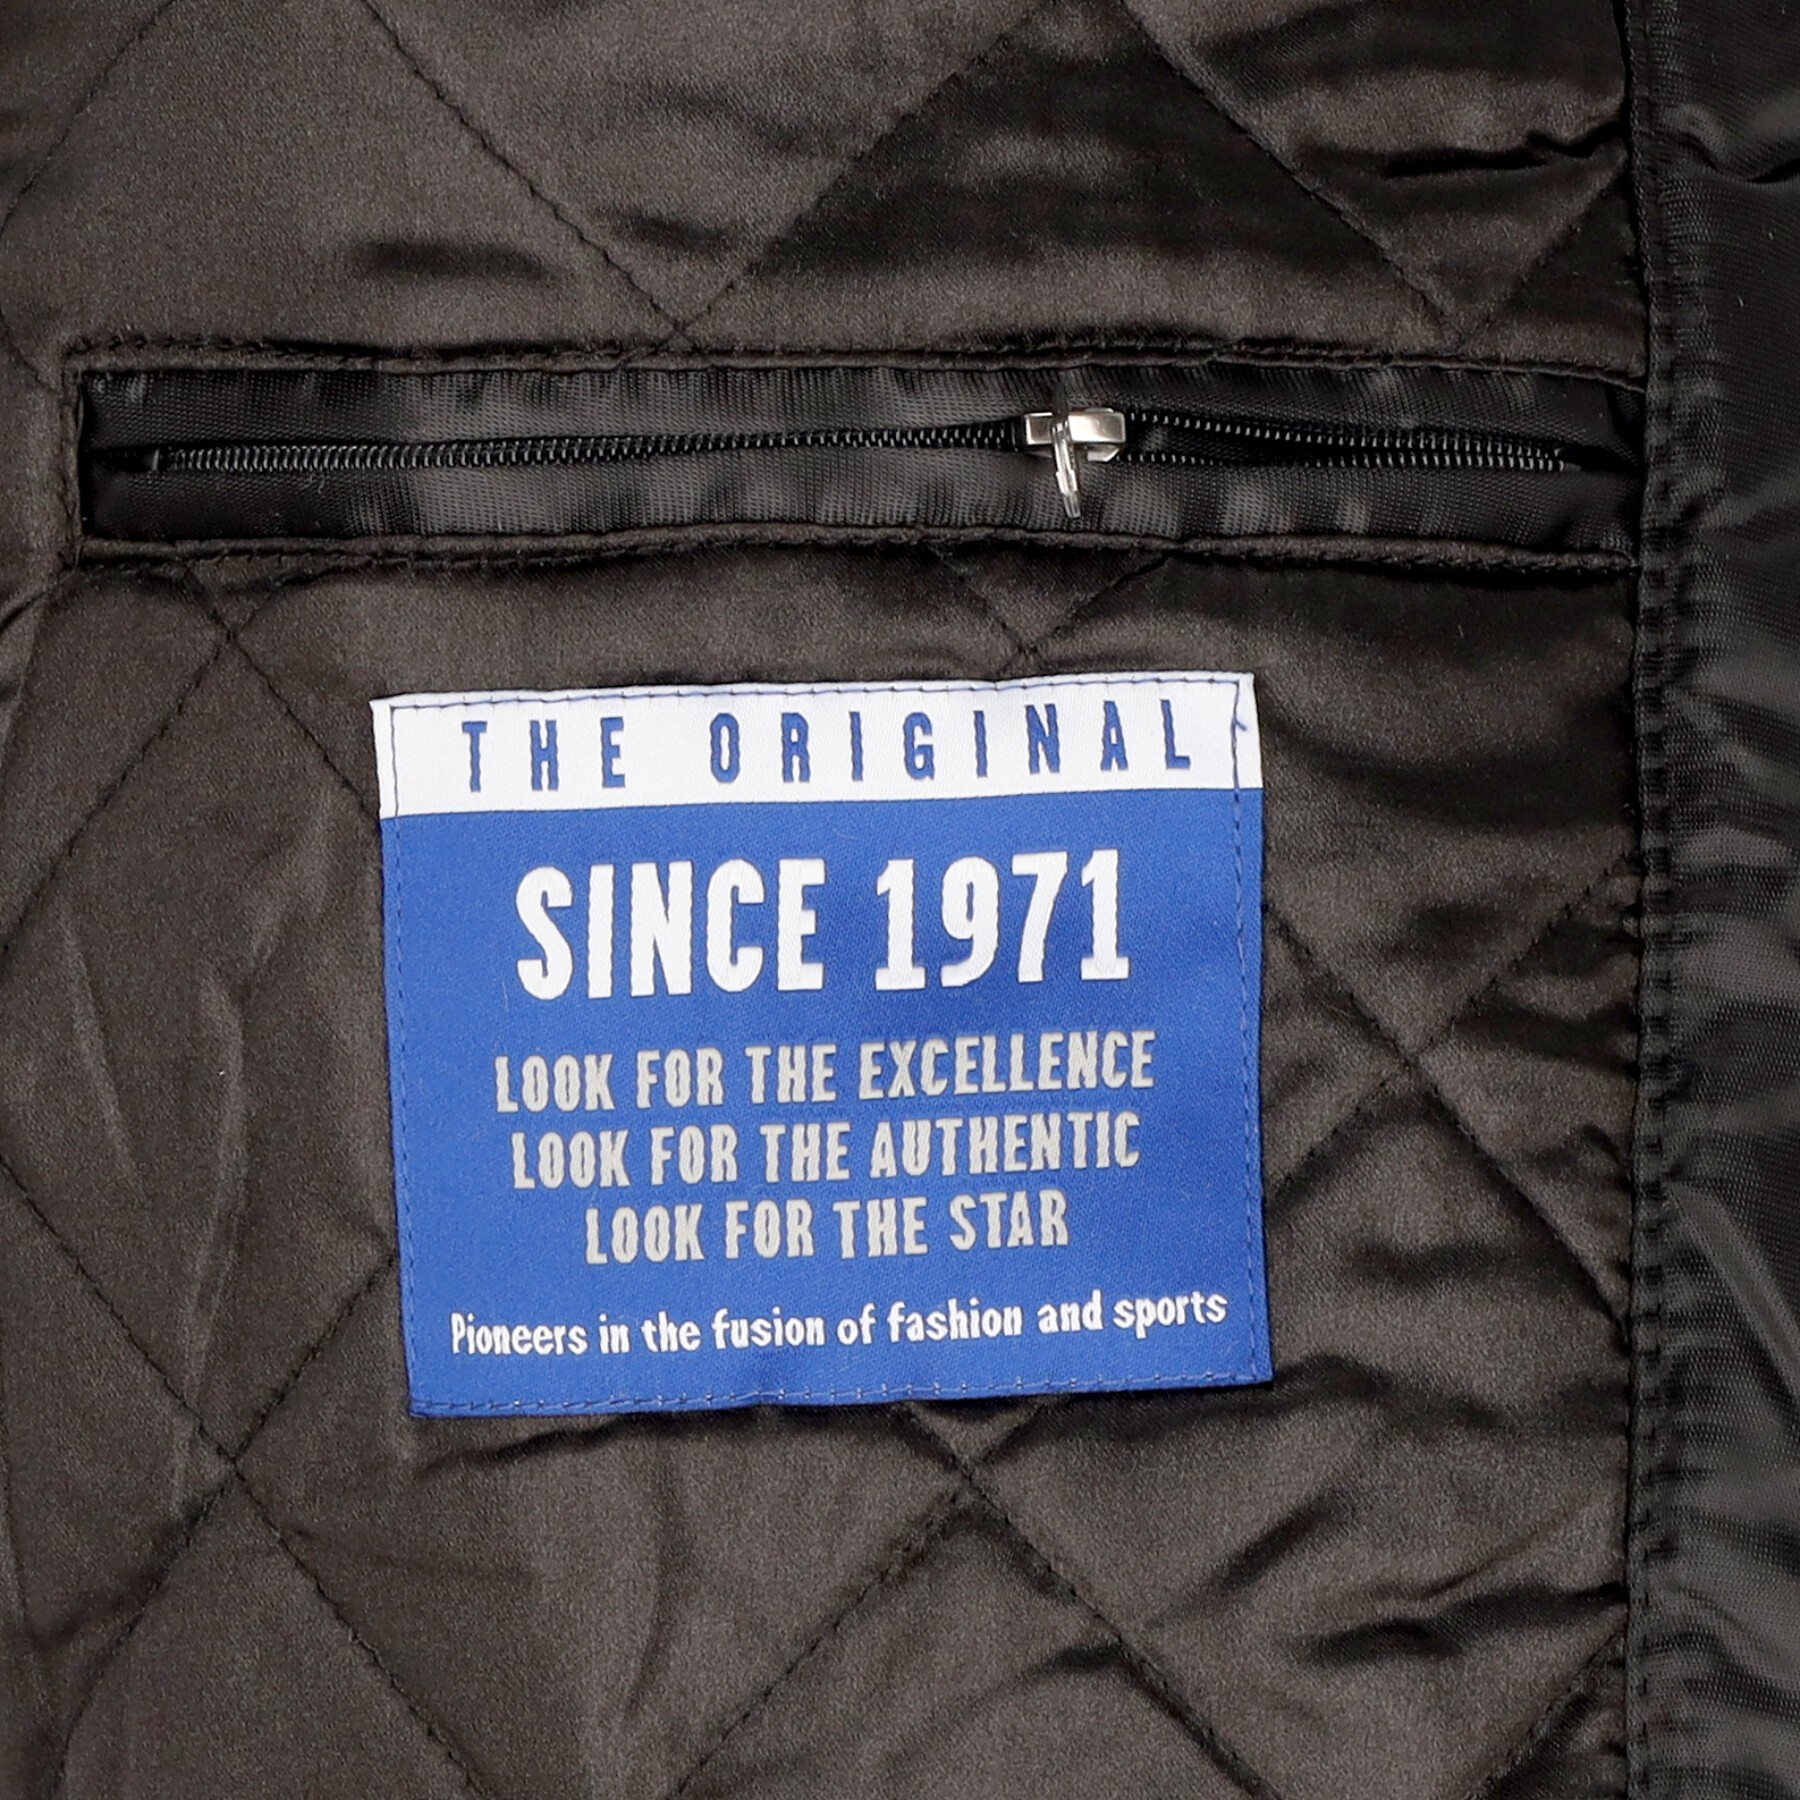 THE ORIGINAL
SINCE 1971
LOOK FOR THE EXCELLENCE
LOOK FOR THE AUTHENTIC
LOOK FOR THE STAR
Pioneers in the fusion of fashion and sports